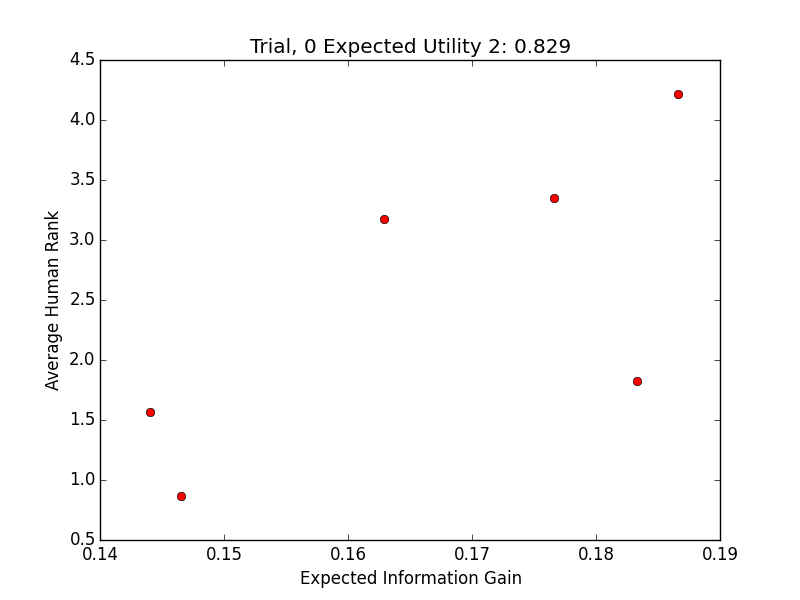 Trial, 0 Expected Utility 2: 0.829
4.5
4.0
3.5
3.0
2.5
2.0
1.5
1.0
0.5
Average Human Rank
0.14 0.15 0.16 0.17 0.18 0.19
Expected Information Gain